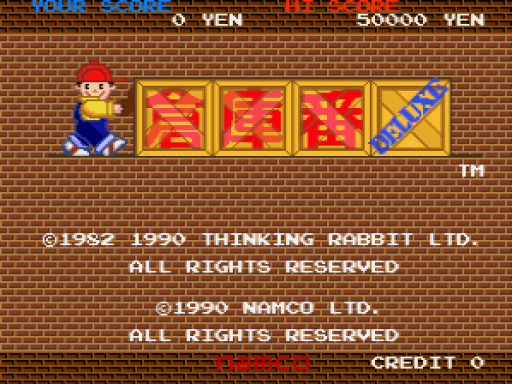 YOUR SCORE HI SCORE
0 YEN 50000 YEN
倉庫番 DELUXE
TM
©1982 1990 THINKING RABBIT LTD.
ALL RIGHTS RESERVED
©1990 NAMCO LTD.
ALL RIGHTS RESERVED
namco CREDIT 0